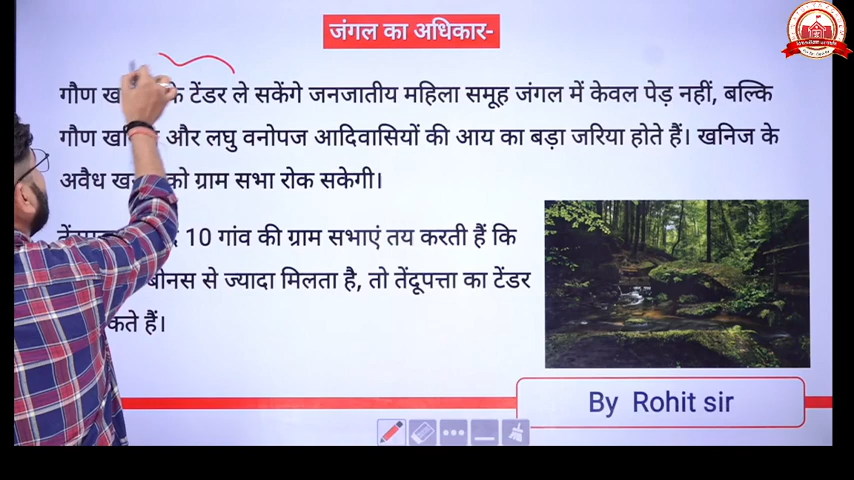 जंगल का अधिकार-
गौण के टेंडर ले सकेंगे जनजातीय महिला समूह जंगल में केवल पेड़ नहीं, बल्कि
गौण और लघु वनोपज आदिवासियों की आय का बड़ा जरिया होते हैं। खनिज के
अवैध को ग्राम सभा रोक सकेगी।
10 गांव की ग्राम सभाएं तय करती हैं कि
बोनस से ज्यादा मिलता है, तो तेंदूपत्ता का टेंडर
हैं।
By Rohit sir